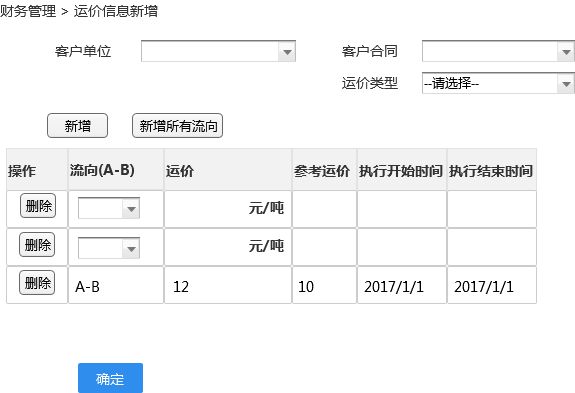 财务管理 > 运价信息新增
客户单位 客户合同
运价类型 --请选择--
新增 新增所有流向
操作 流向(A-B) 运价 参考运价 执行开始时间 执行结束时间
删除 元/吨
删除 元/吨
删除 A-B 12 10 2017/1/1 2017/1/1
确定